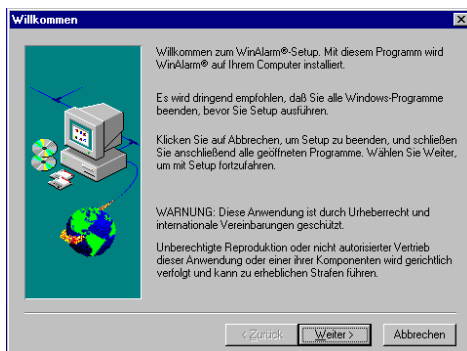 Willkommen
Willkommen zum WinAlarm®-Setup. Mit diesem Programm wird
WinAlarm® auf Ihrem Computer installiert.
Es wird dringend empfohlen, daß Sie alle Windows-Programme
beenden, bevor Sie Setup ausführen.
Klicken Sie auf Abbrechen, um Setup zu beenden, und schließen
Sie anschließend alle geöffneten Programme. Wählen Sie Weiter,
um mit Setup fortzufahren.
WARNUNG: Diese Anwendung ist durch Urheberrecht und
internationale Vereinbarungen geschützt.
Unberechtigte Reproduktion oder nicht autorisierter Vertrieb
dieser Anwendung oder einer ihrer Komponenten wird gerichtlich
verfolgt und kann zu erheblichen Strafen führen.
< Zurück Weiter > Abbrechen